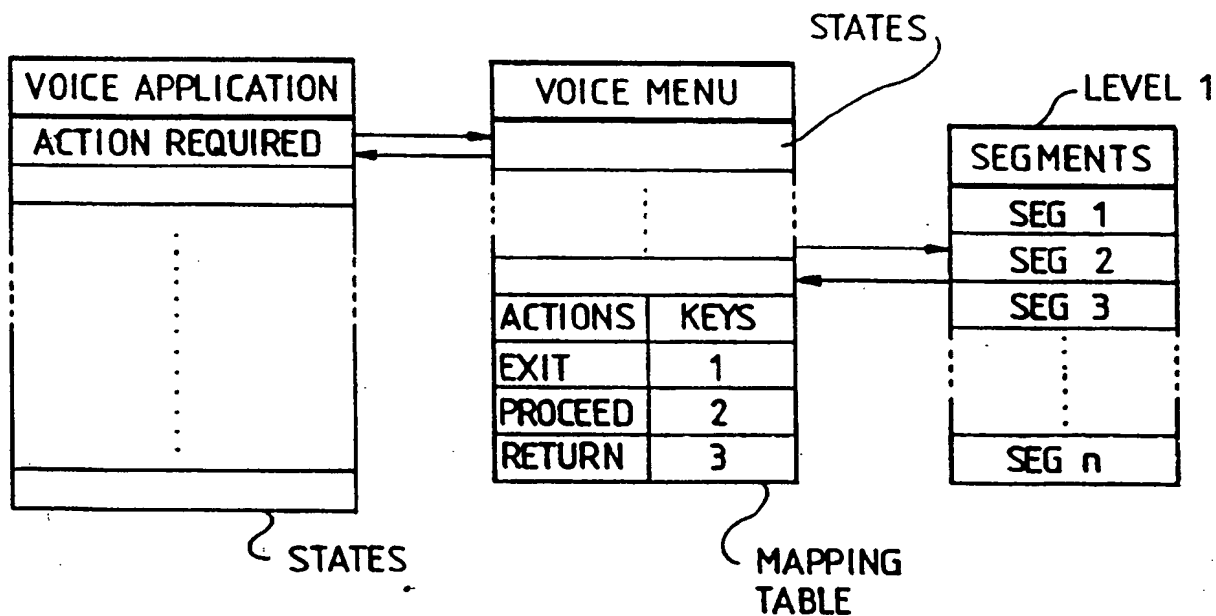 STATES
VOICE APPLICATION
ACTION REQUIRED
STATES
VOICE MENU
ACTIONS KEYS
EXIT 1
PROCEED 2
RETURN 3
MAPPING
TABLE
LEVEL 1
SEGMENTS
SEG 1
SEG 2
SEG 3
SEG n